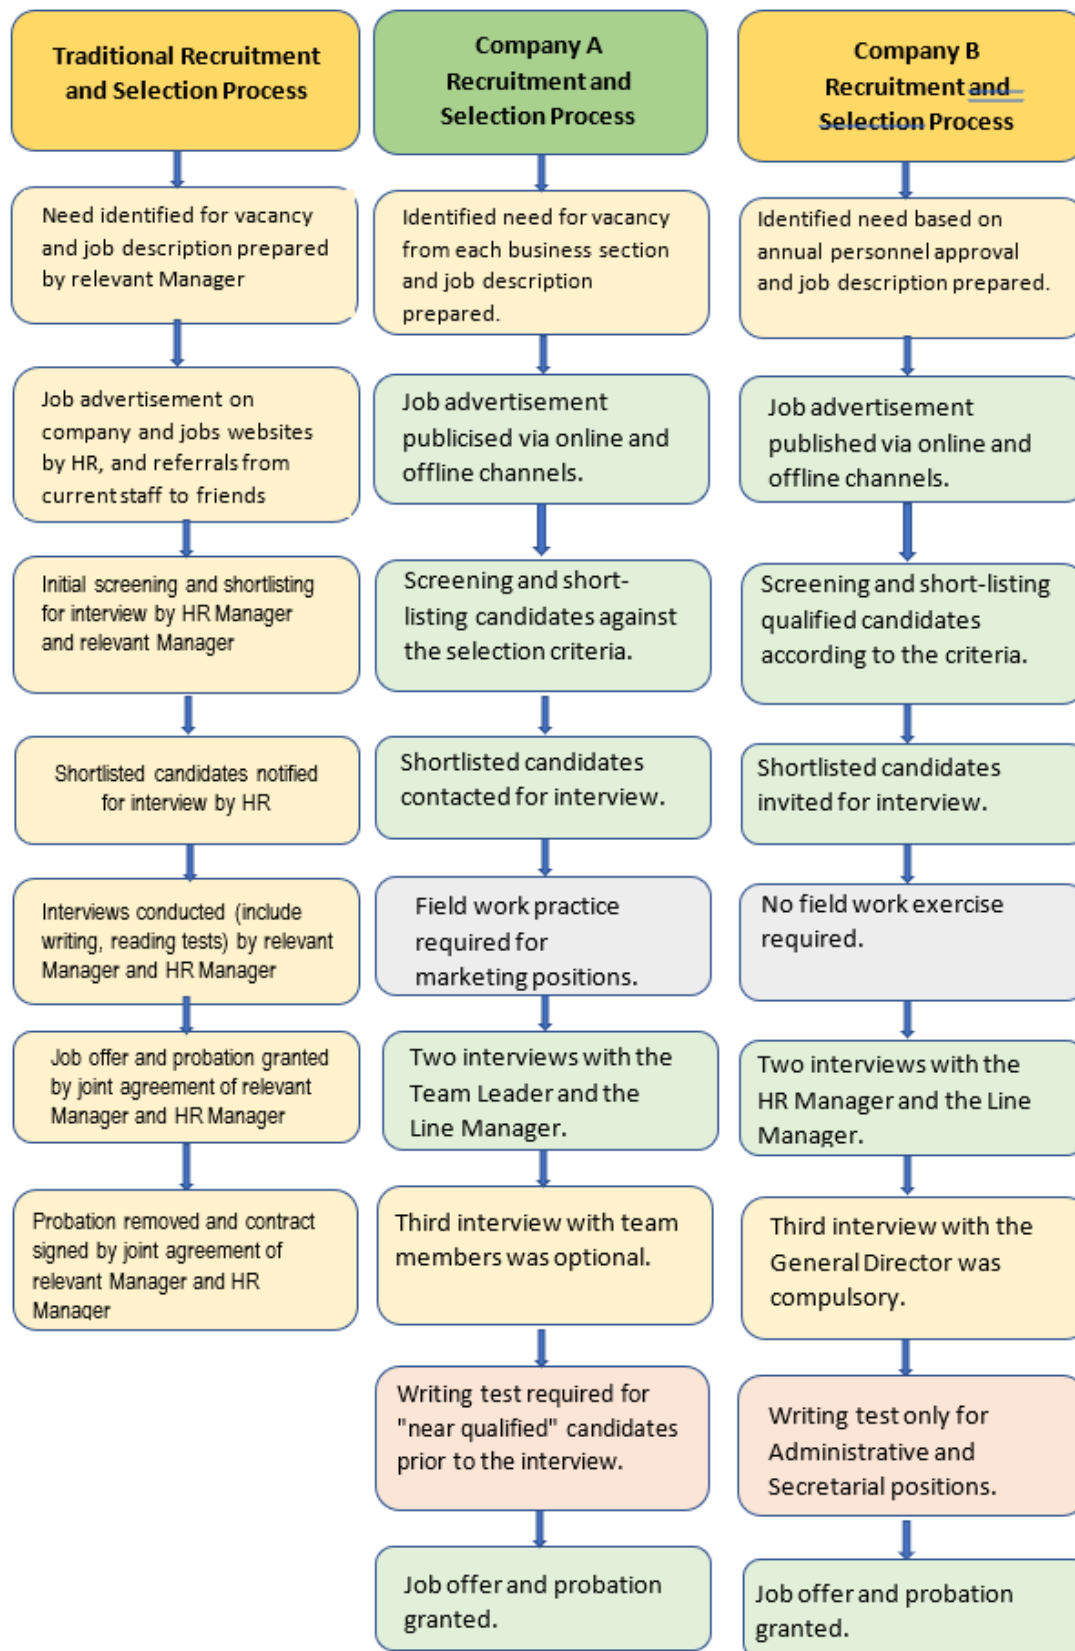 Traditional Recruitment
and Selection Process
Need identified for vacancy
and job description prepared
by relevant Manager
Job advertisement on
company and jobs websites
by HR, and referrals from
current staff to friends
Initial screening and shortlisting
for interview by HR Manager
and relevant Manager
Shortlisted candidates notified
for interview by HR
Interviews conducted (include
writing, reading tests) by relevant
Manager and HR Manager
Job offer and probation granted
by joint agreement of relevant
Manager and HR Manager
Probation removed and contract
signed by joint agreement of
relevant Manager and HR
Manager
Company A
Recruitment and
Selection Process
Identified need for vacancy
from each business section
and job description
prepared.
Job advertisement
publicised via online and
offline channels.
Screening and short-
listing candidates against
the selection criteria.
Shortlisted candidates
contacted for interview.
Field work practice
required for
marketing positions.
Two interviews with the
Team Leader and the
Line Manager.
Third interview with team
members was optional.
Writing test required for
"near qualified" candidates
prior to the interview.
Job offer and probation
granted.
Company B
Recruitment and
Selection Process
Identified need based on
annual personnel approval
and job description prepared.
Job advertisement
published via online and
offline channels.
Screening and short-listing
qualified candidates
according to the criteria.
Shortlisted candidates
invited for interview.
No field work exercise
required.
Two interviews with the
HR Manager and the Line
Manager.
Third interview with the
General Director was
compulsory.
Writing test only for
Administrative and
Secretarial positions.
Job offer and probation
granted.